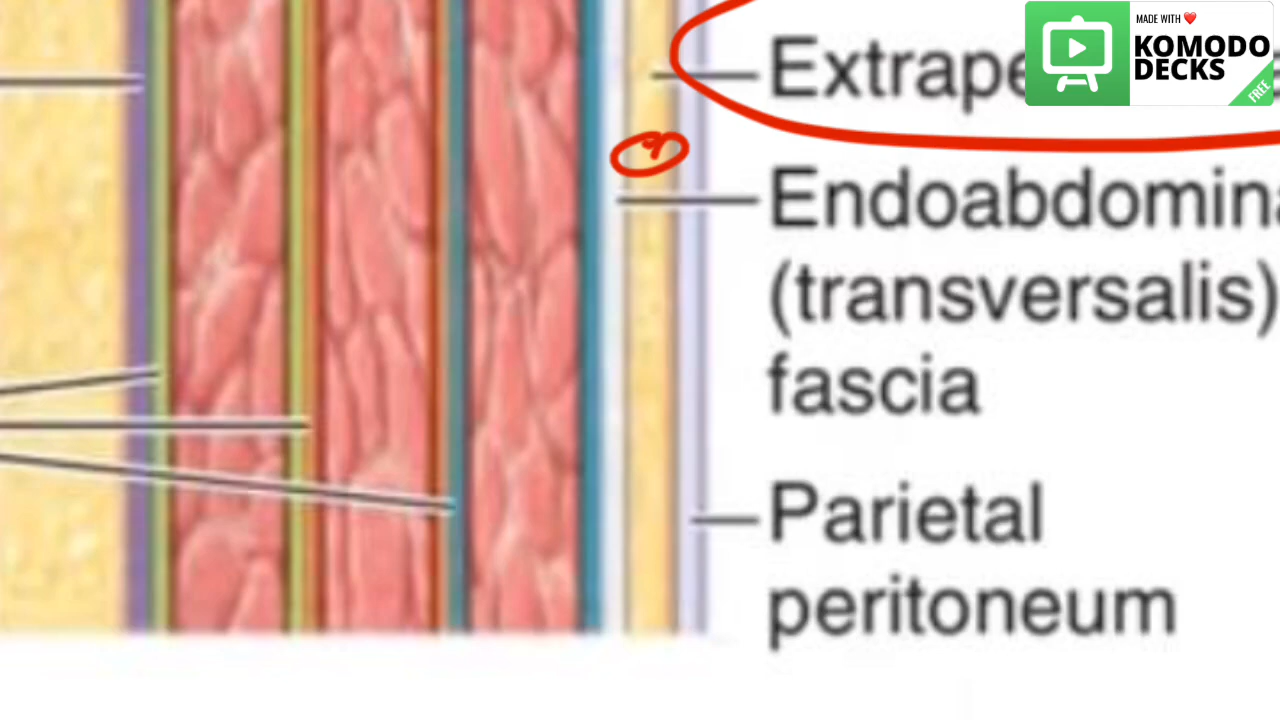 Extrape
Endoabdomina
(transversalis)
fascia
Parietal
peritoneum
MADE WITH ❤️
KOMODO
DECKS
FREE